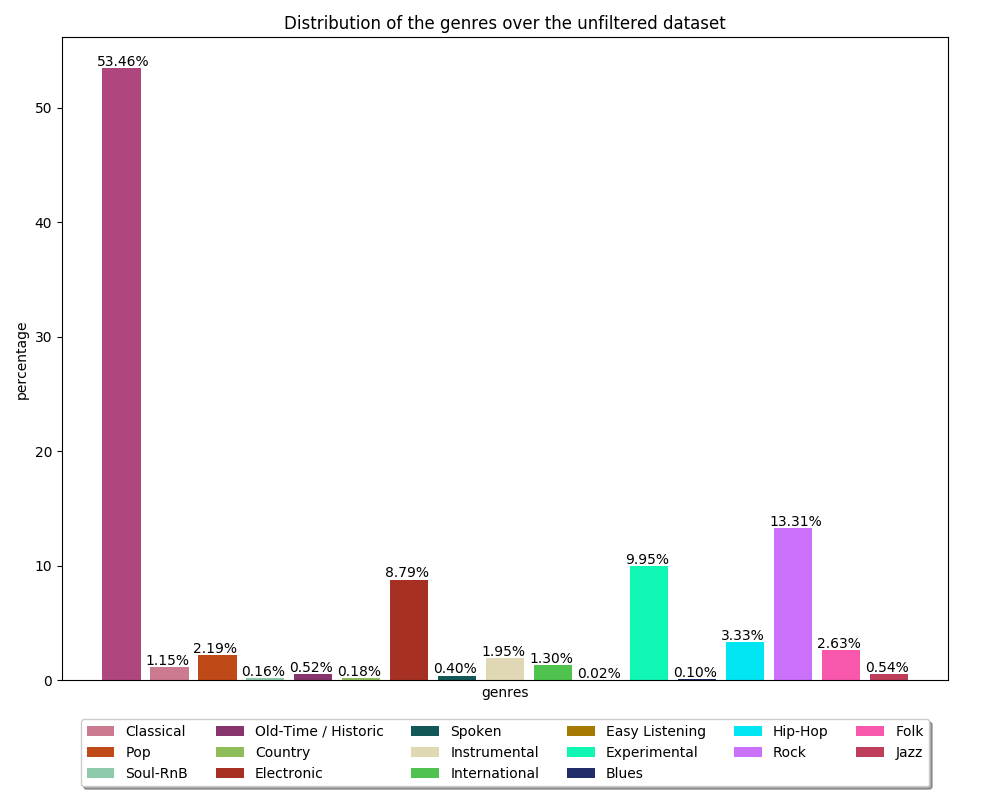 Distribution of the genres over the unfiltered dataset
percentage
50
40
30
20
10
0
53.46%
1.15%
2.19%
0.16%
0.52%
0.18%
8.79%
0.40%
1.95%
1.30%
0.02%
9.95%
0.10%
3.33%
13.31%
2.63%
0.54%
genres
Classical
Pop
Soul-RnB
Old-Time / Historic
Country
Electronic
Spoken
Instrumental
International
Easy Listening
Experimental
Blues
Hip-Hop
Rock
Folk
Jazz